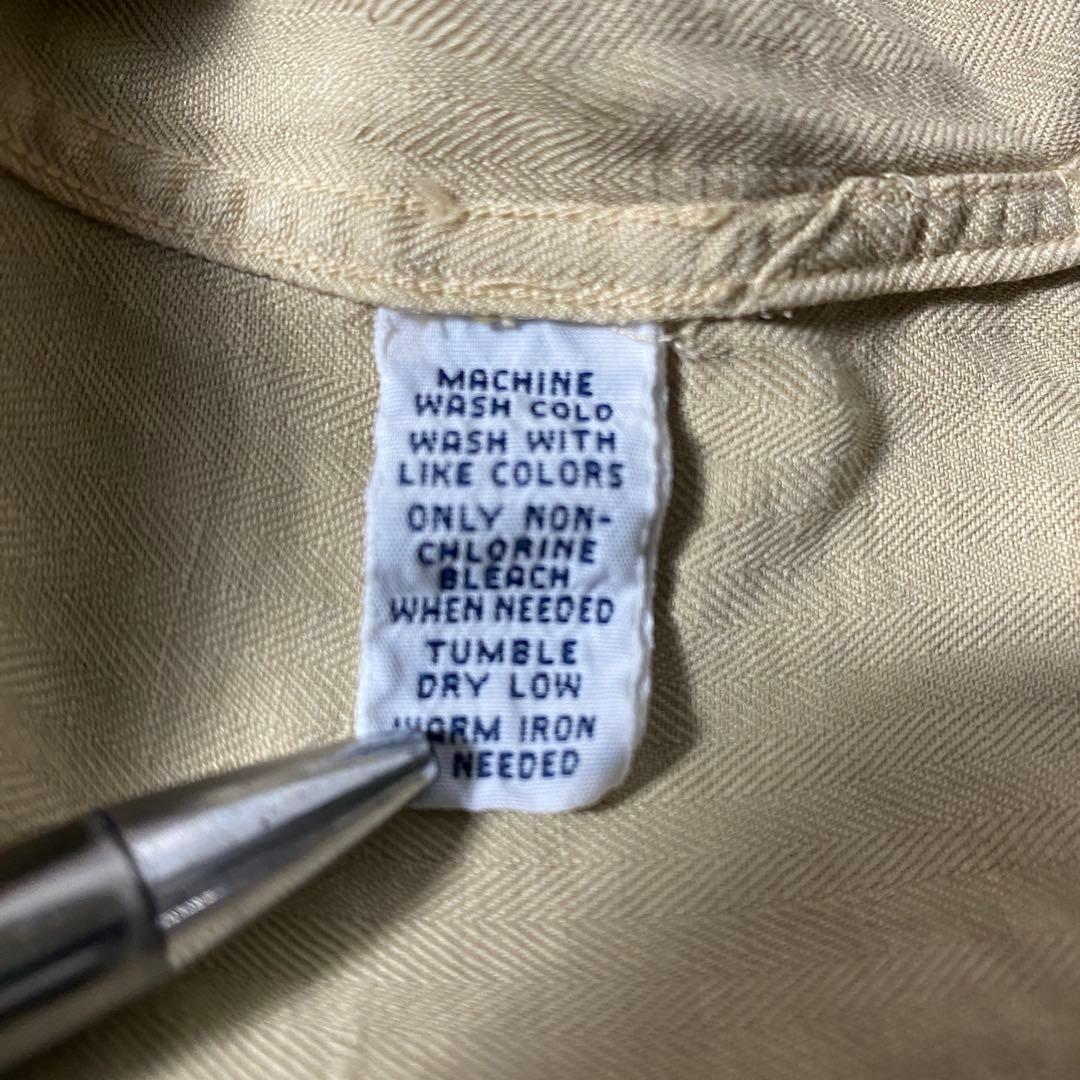 MACHINE
WASH COLD
WASH WITH
LIKE COLORS
ONLY NON-
CHLORINE
BLEACH
WHEN NEEDED
TUMBLE
DRY LOW
WARM IRON
NEEDED